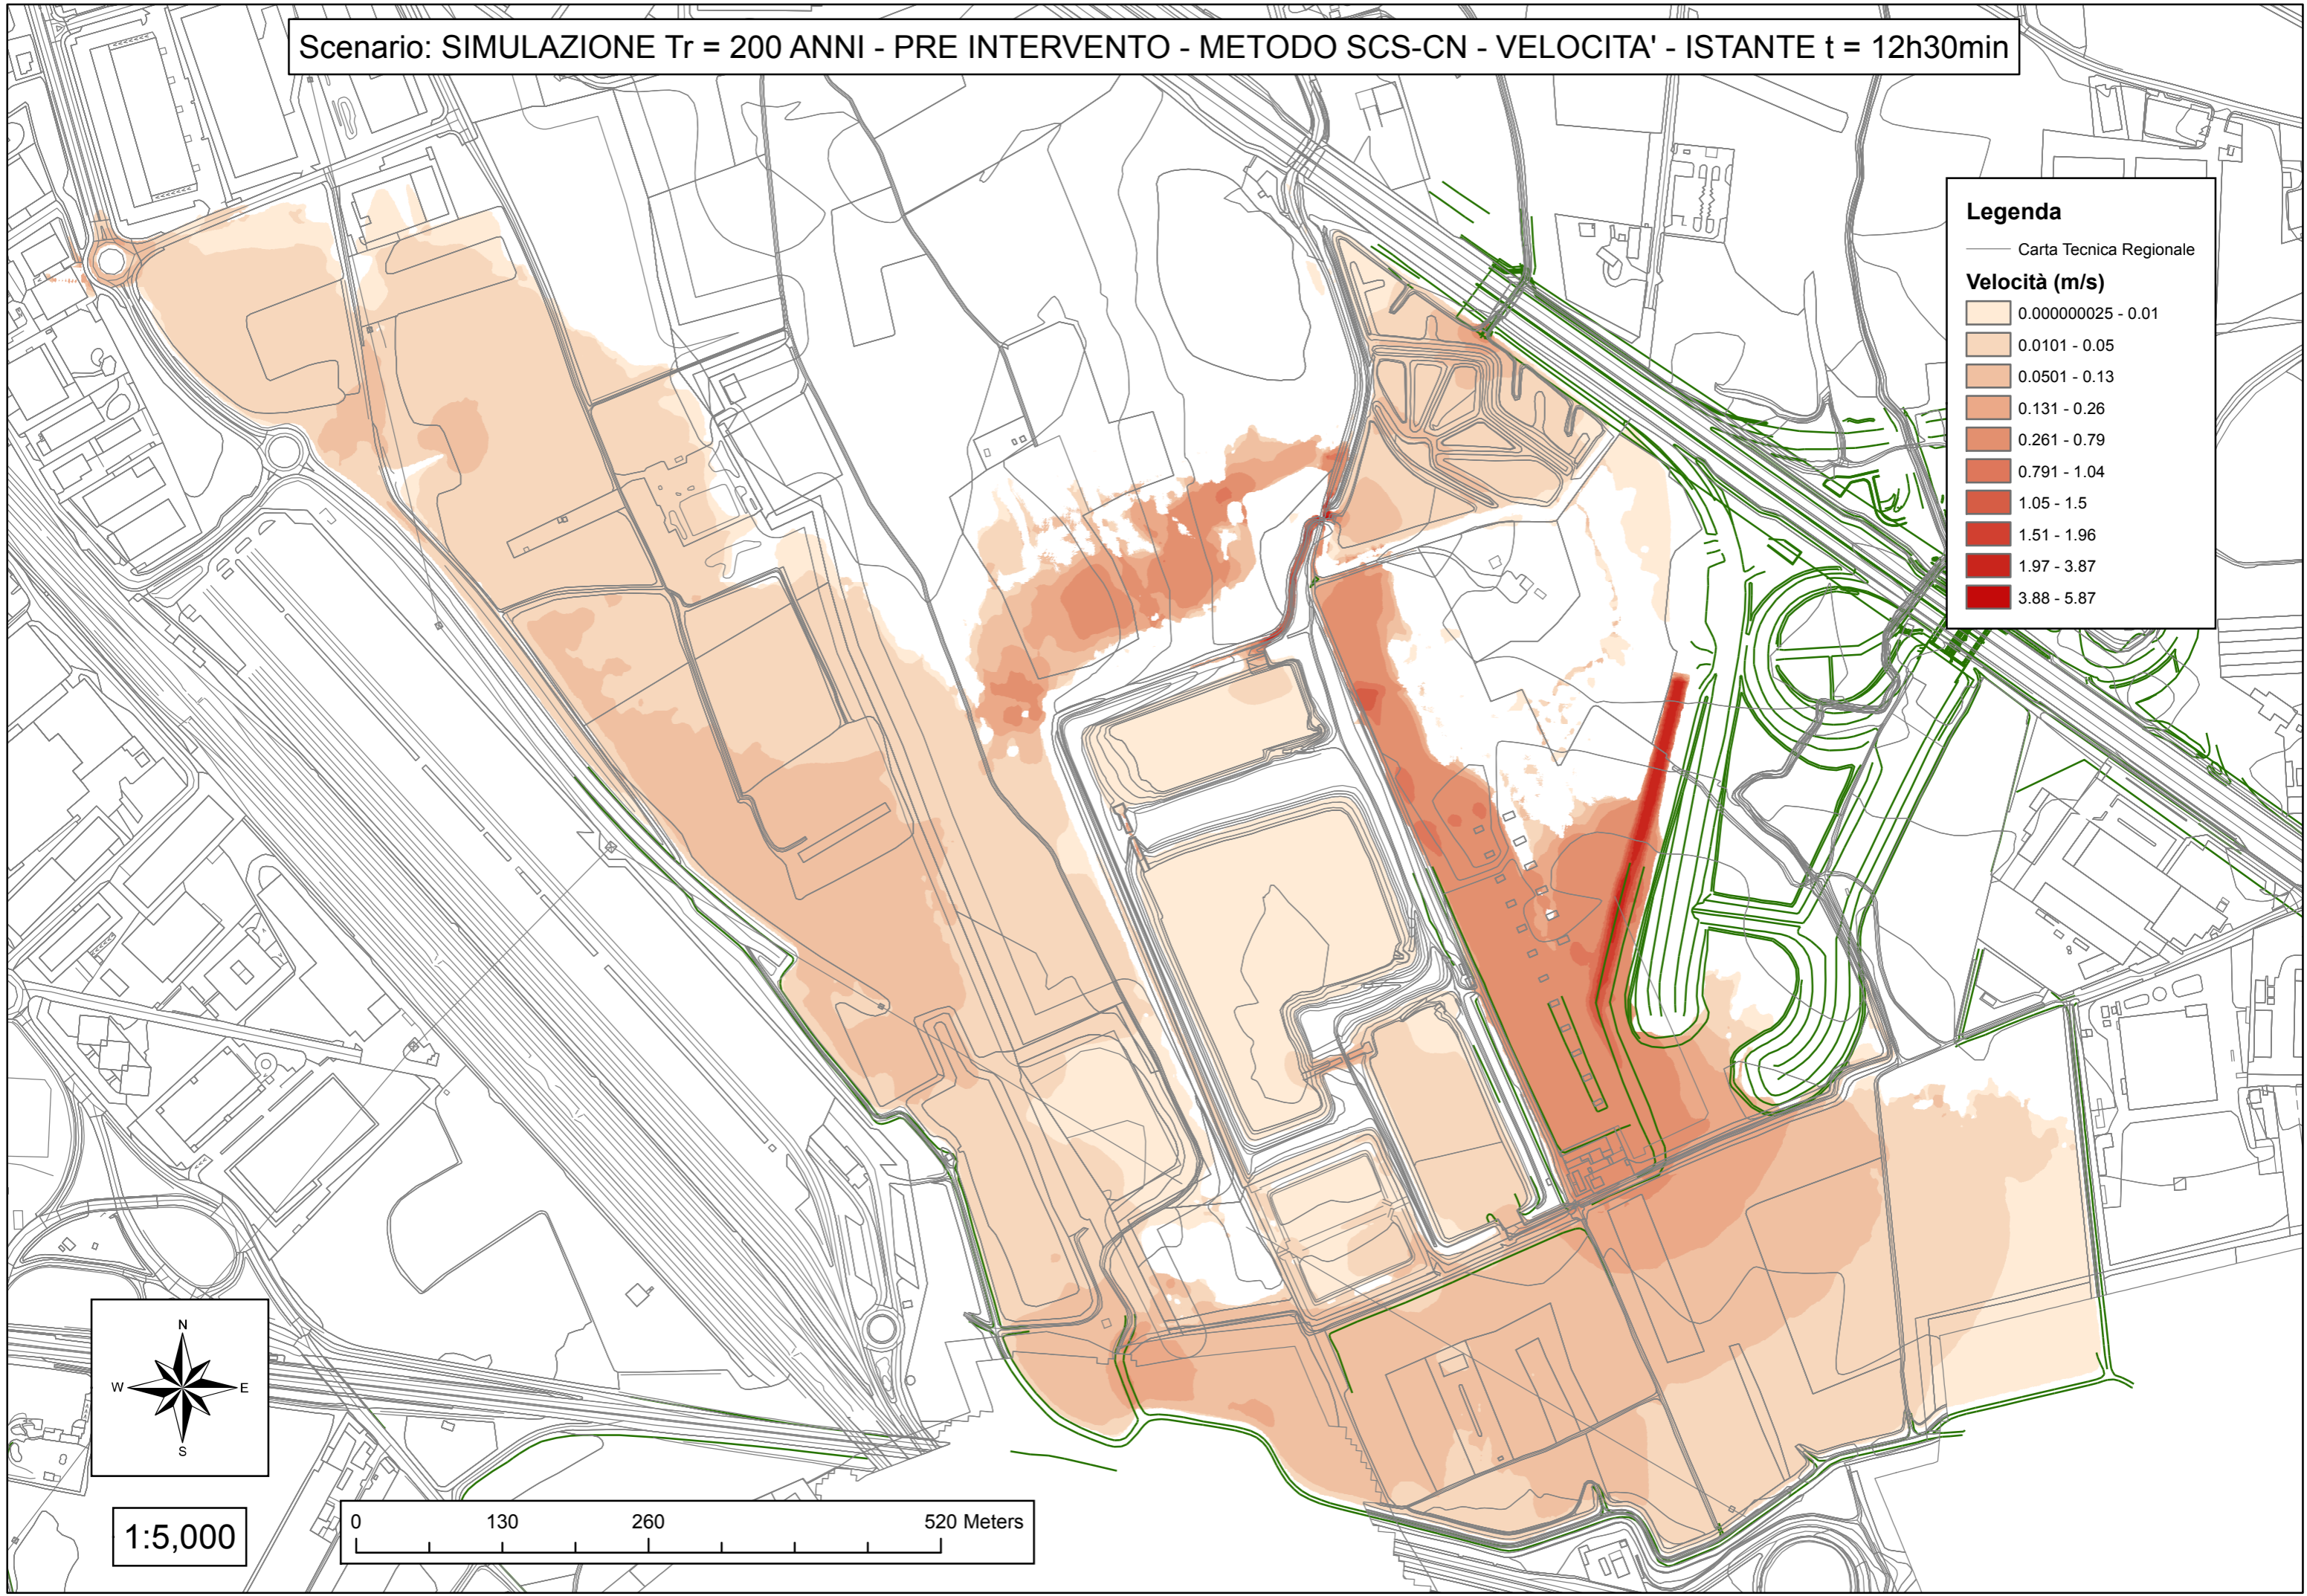 Scenario: SIMULAZIONE Tr = 200 ANNI - PRE INTERVENTO - METODO SCS-CN - VELOCITA' - ISTANTE t = 12h30min
Legenda
Carta Tecnica Regionale
Velocità (m/s)
0.000000025 - 0.01
0.0101 - 0.05
0.0501 - 0.13
0.131 - 0.26
0.261 - 0.79
0.791 - 1.04
1.05 - 1.5
1.51 - 1.96
1.97 - 3.87
3.88 - 5.87
N
W E
S
1:5,000
0 130 260 520 Meters